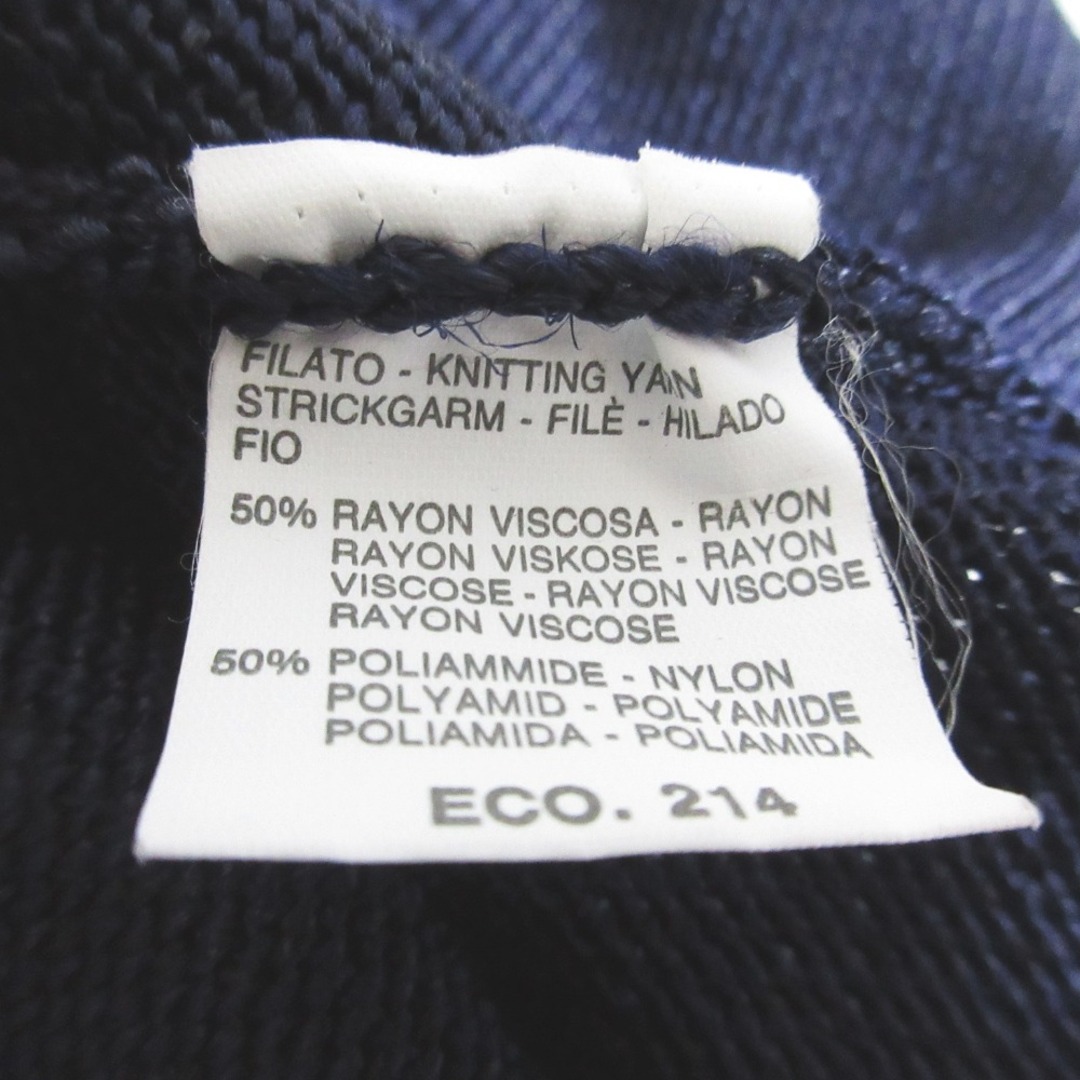 FILATO - KNITTING YARN
STRICKGARM - FILÈ - HILADO
FIO
50% RAYON VISCOSA - RAYON
RAYON VISKOSE - RAYON
VISCOSE - RAYON VISCOSE
RAYON VISCOSE
50% POLIAMMIDE - NYLON
POLYAMID - POLYAMIDE
POLIAMIDA - POLIAMIDA
ECO. 214